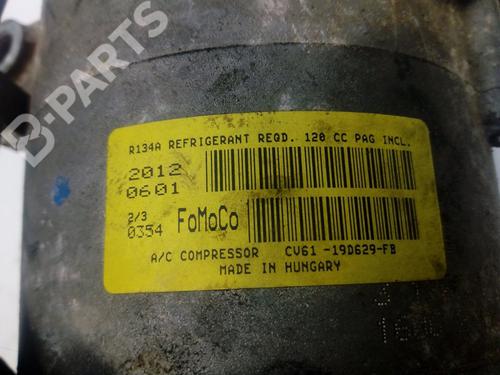 B-PARTS
R134A REFRIGERANT REQD. 120 CC PAG INCL.
2012
0601
2/3
0354 FoMoCo
A/C COMPRESSOR CV61-19D629-FB
MADE IN HUNGARY